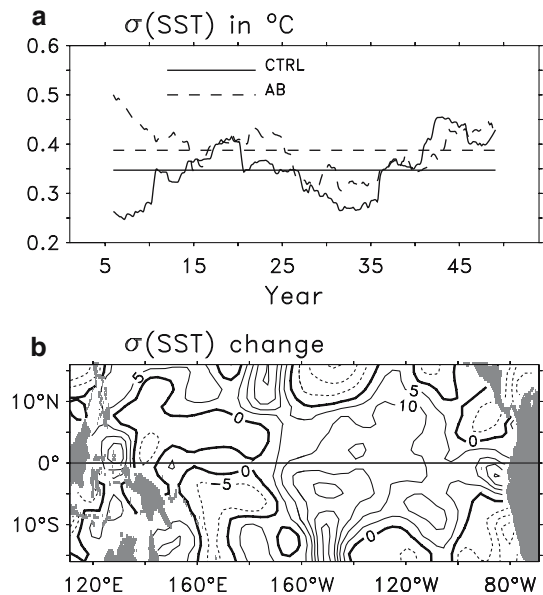 a σ(SST) in °C
0.6
0.5
0.4
0.3
0.2
CTRL
AB
5 15 25 35 45
Year
b σ(SST) change
10°N
0°
10°S
5
0
0
-5
5
10
0
0
120°E 160°E 160°W 120°W 80°W